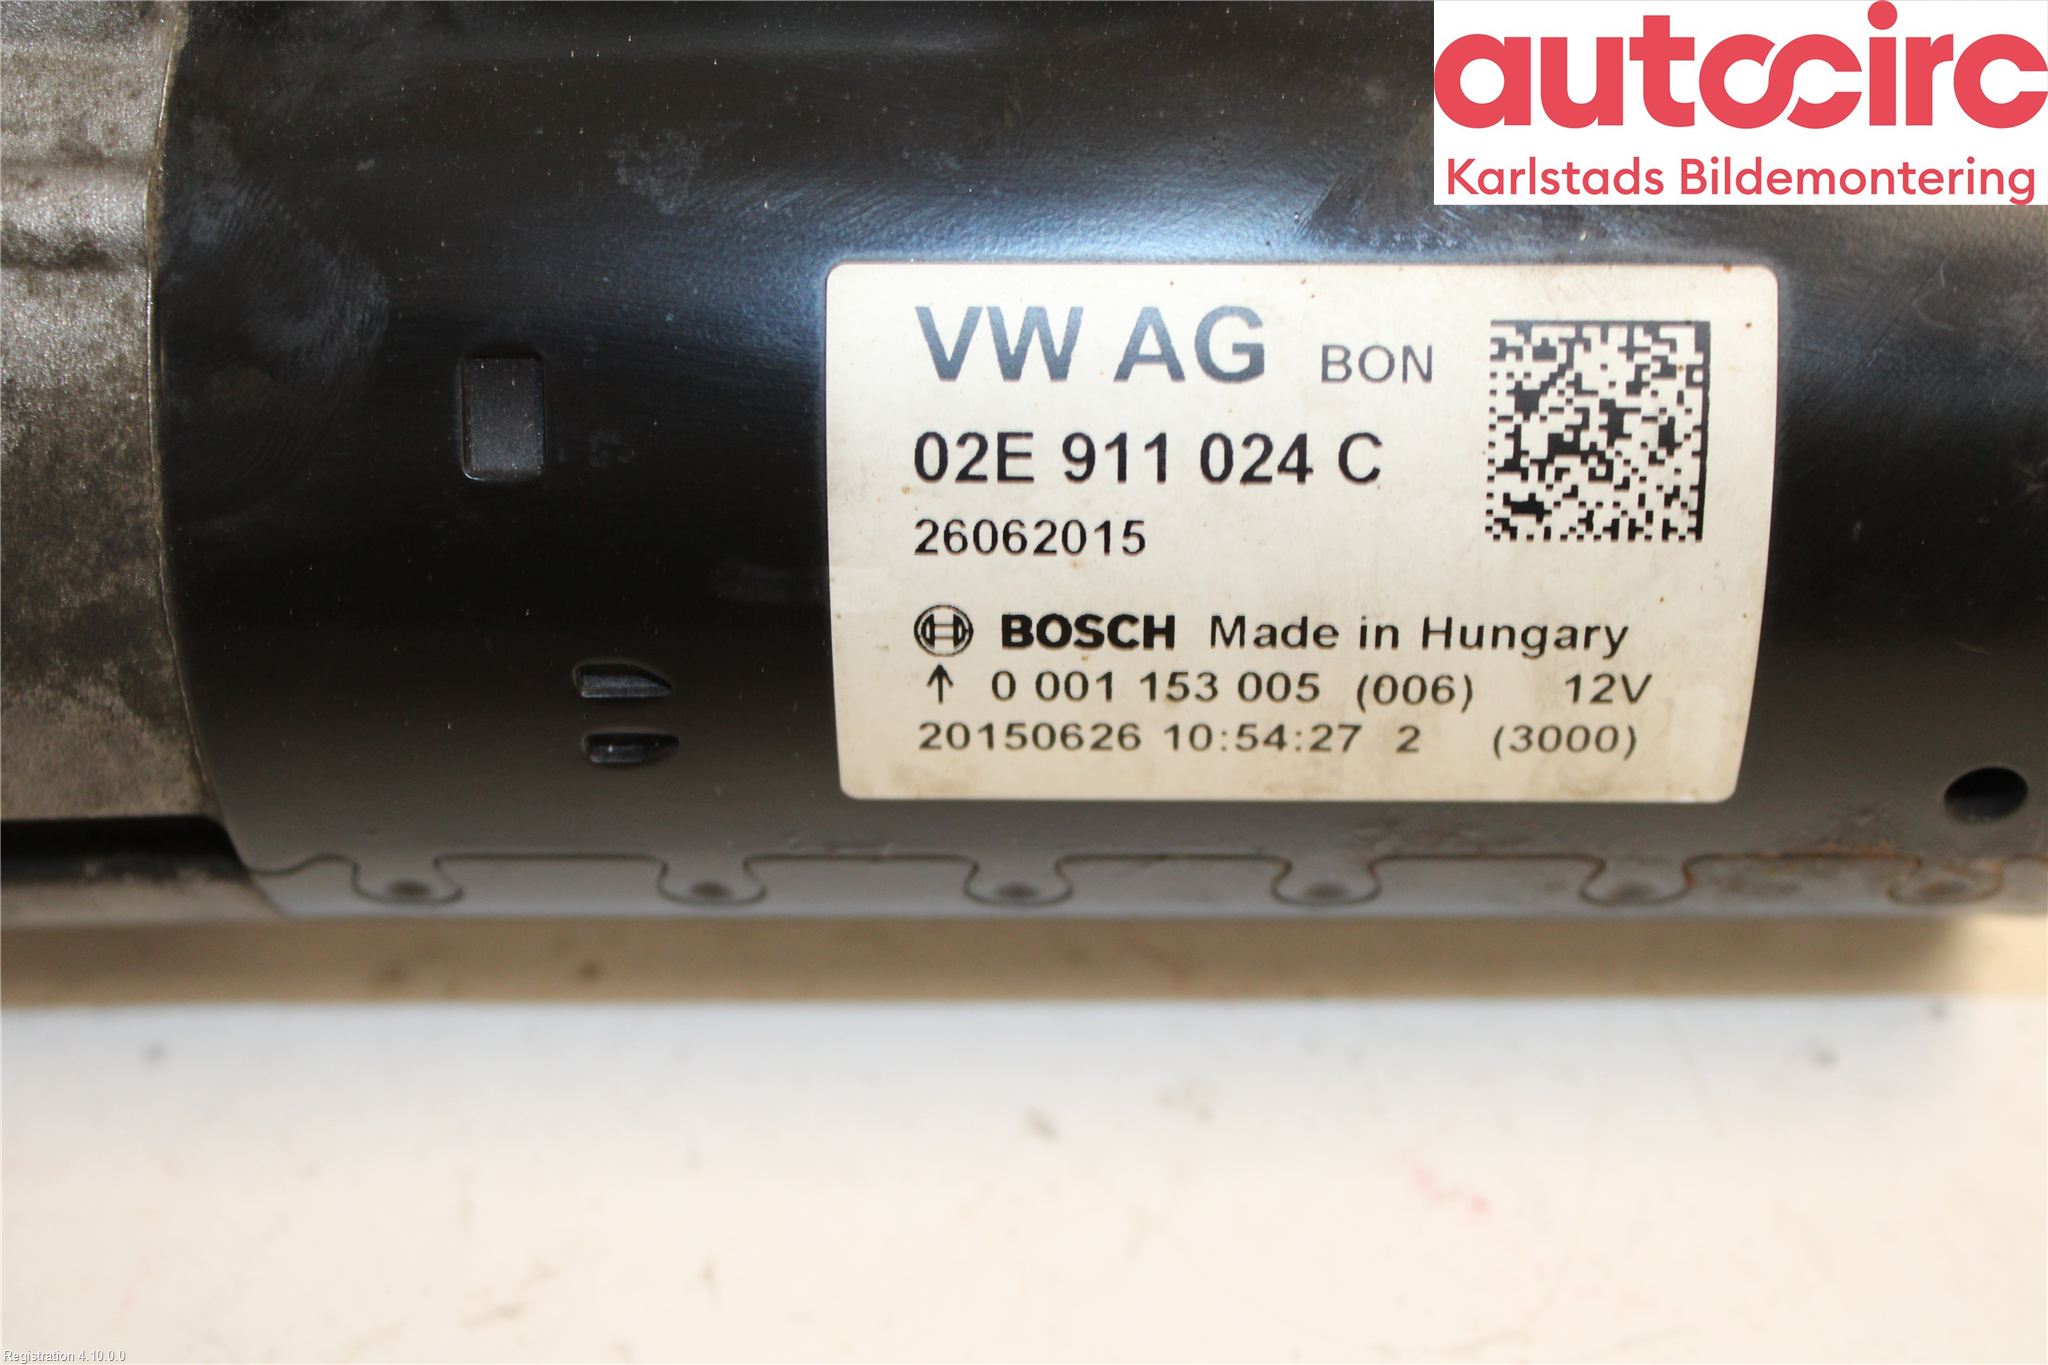 autocirc
Karlstads Bildemontering
VW AG BON
02E 911 024 C
26062015
BOSCH Made in Hungary
↑ 0 001 153 005 (006) 12V
20150626 10:54:27 2 (3000)
Registration 4.10.0.0